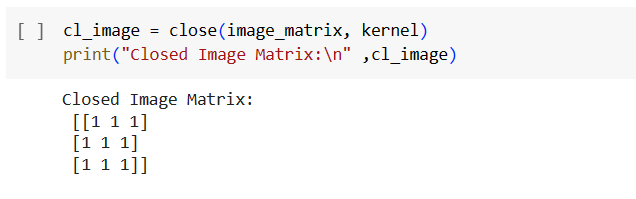 [ ] cl_image = close(image_matrix, kernel)
print("Closed Image Matrix:\n" ,cl_image)
Closed Image Matrix:
[[1 1 1]
[1 1 1]
[1 1 1]]